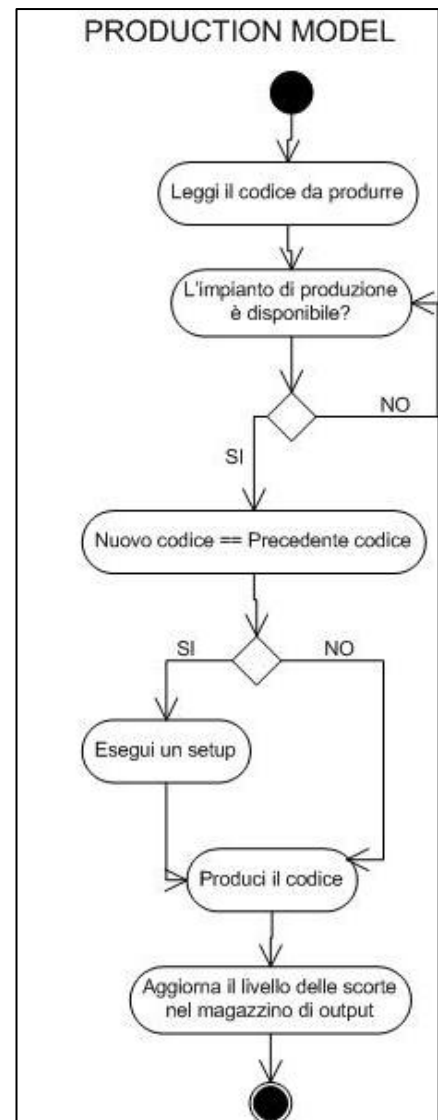 PRODUCTION MODEL
Leggi il codice da produrre
L'impianto di produzione
è disponibile?
NO
SI
Nuovo codice == Precedente codice
SI
NO
Esegui un setup
Produci il codice
Aggiorna il livello delle scorte
nel magazzino di output